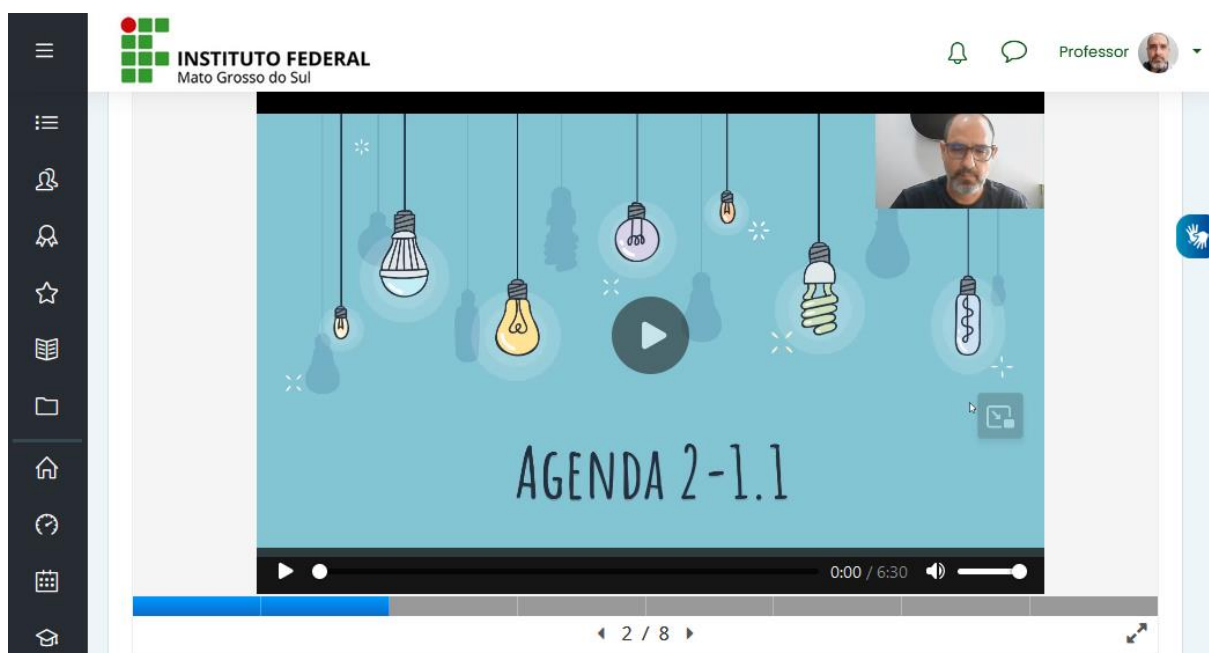 INSTITUTO FEDERAL
Mato Grosso do Sul
Professor
AGENDA 2-1.1
0:00 / 6:30
2 / 8